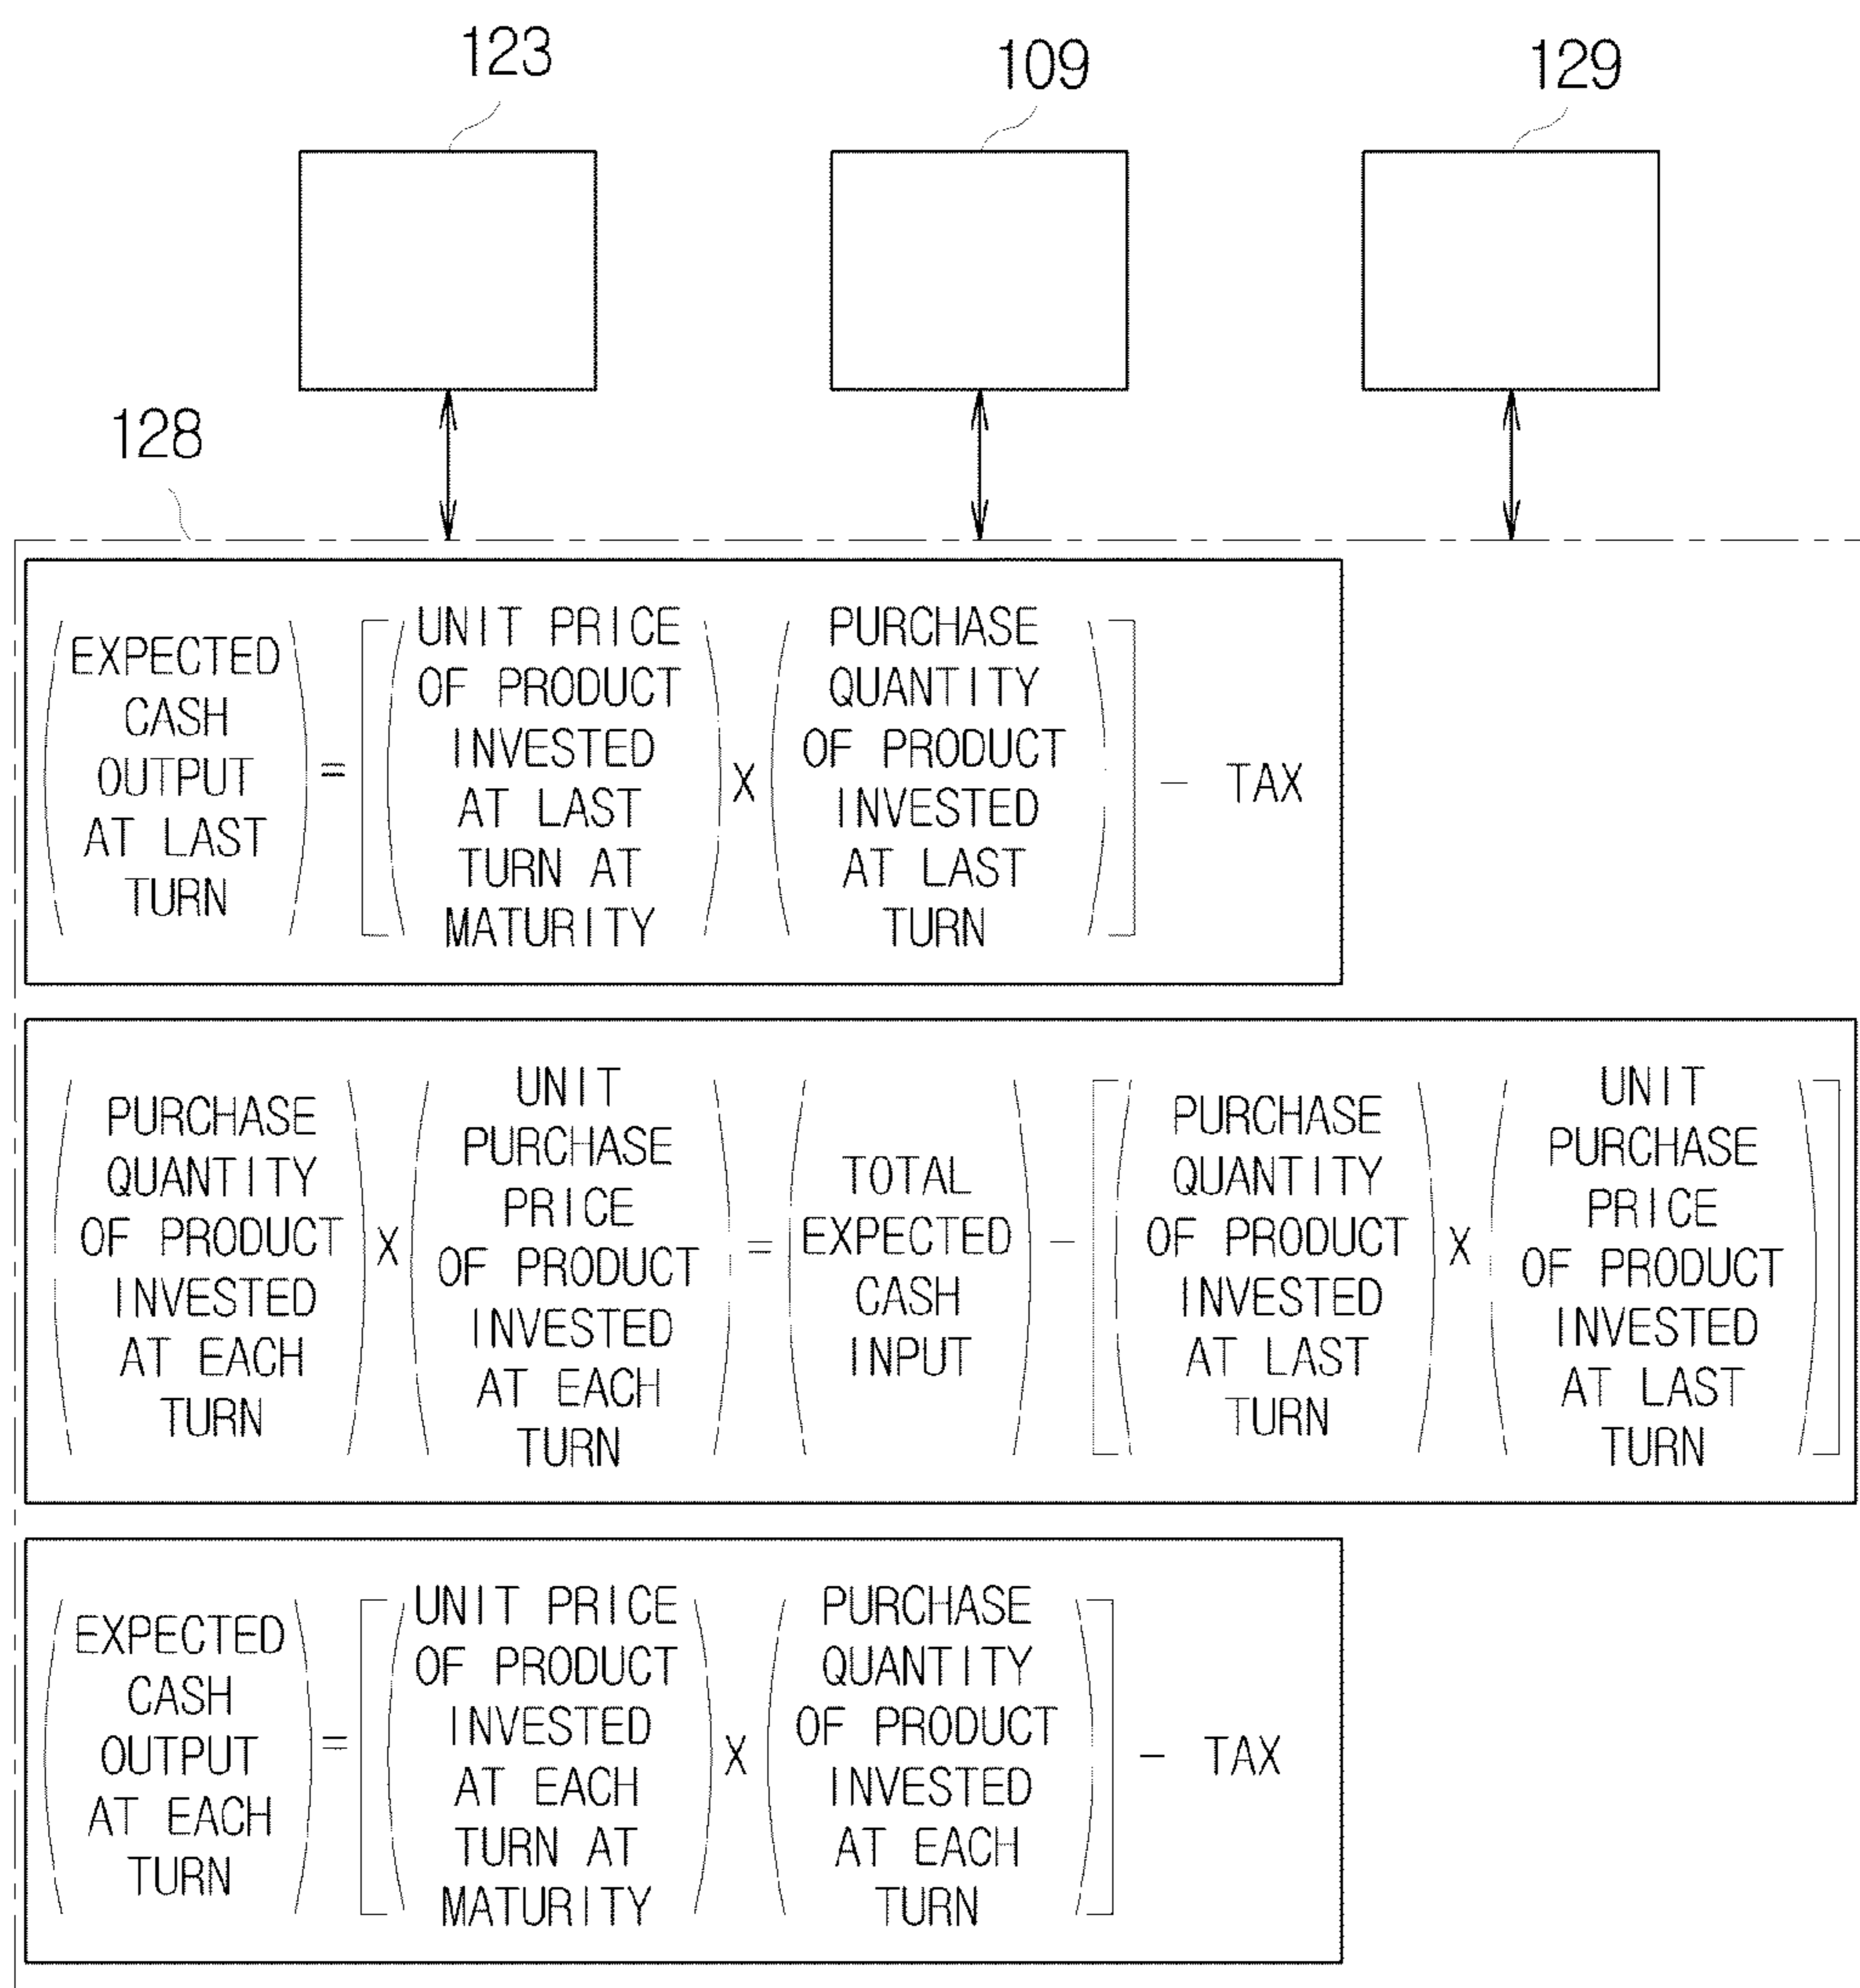 123
109
129
128
EXPECTED
CASH
OUTPUT
AT LAST
TURN
=
UNIT PRICE
OF PRODUCT
INVESTED
AT LAST
TURN AT
MATURITY
X
PURCHASE
QUANTITY
OF PRODUCT
INVESTED
AT LAST
TURN
- TAX
PURCHASE
QUANTITY
OF PRODUCT
INVESTED
AT EACH
TURN
X
UNIT
PURCHASE
PRICE
OF PRODUCT
INVESTED
AT EACH
TURN
=
TOTAL
EXPECTED
CASH
INPUT
-
PURCHASE
QUANTITY
OF PRODUCT
INVESTED
AT LAST
TURN
X
UNIT
PURCHASE
PRICE
OF PRODUCT
INVESTED
AT LAST
TURN
EXPECTED
CASH
OUTPUT
AT EACH
TURN
=
UNIT PRICE
OF PRODUCT
INVESTED
AT EACH
TURN AT
MATURITY
X
PURCHASE
QUANTITY
OF PRODUCT
INVESTED
AT EACH
TURN
- TAX